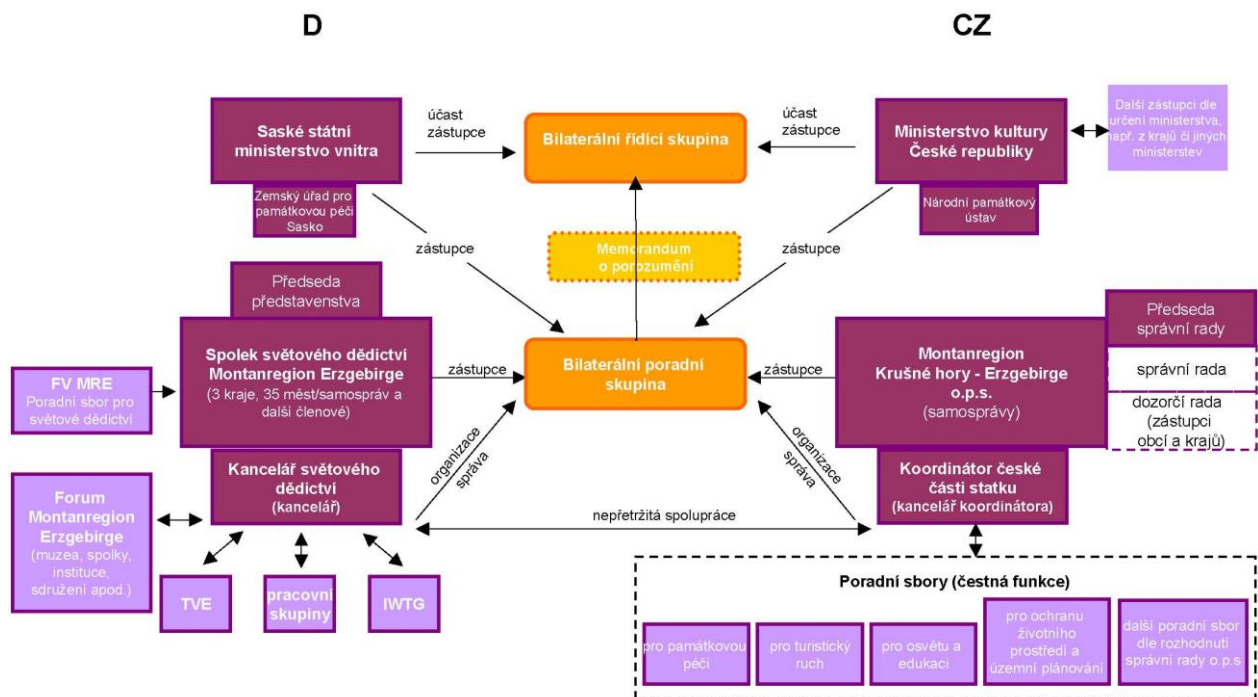 D
CZ
Saské státní
ministerstvo vnitra
Zemský úřad pro
památkovou péči
Sasko
účast
zástupce
Bilaterální řídicí skupina
účast
zástupce
Ministerstvo kultury
České republiky
Národní památkový
ústav
Další zástupci dle
určení ministerstva,
např. z krajů či jiných
ministerstev
zástupce
Memorandum
o porozumění
zástupce
Předseda
představenstva
Spolek světového dědictví
Montanregion Erzgebirge
(3 kraje, 35 měst/samospráv a
další členové)
FV MRE
Poradní sbor pro
světové dědictví
zástupce
Bilaterální poradní
skupina
zástupce
Montanregion
Krušné hory - Erzgebirge
o.p.s.
(samosprávy)
Předseda
správní rady
správní rada
dozorčí rada
(zástupci
obcí a krajů)
Kancelář světového
dědictví
(kancelář)
organizace
správa
organizace
správa
Koordinátor české
části statku
(kancelář koordinátora)
Forum
Montanregion
Erzgebirge
(muzea, spolky,
instituce,
sdružení apod.)
nepřetržitá spolupráce
TVE
pracovní
skupiny
IWTG
Poradní sbory (čestná funkce)
pro památkovou
péči
pro turistický
ruch
pro osvětu a
edukaci
pro ochranu
životního
prostředí a
územní plánování
další poradní sbor
dle rozhodnutí
správní rady o.p.s